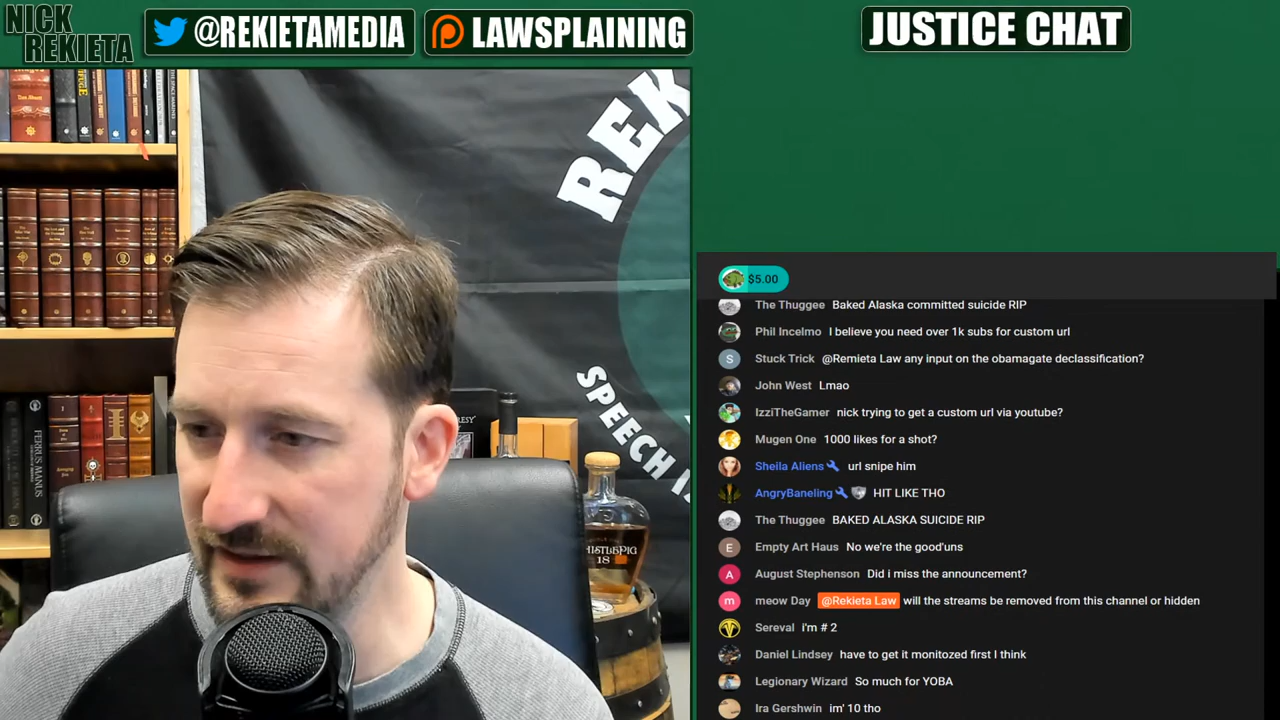 NICK
REKIETA
@REKIETAMEDIA
LAWSPLAINING
JUSTICE CHAT
REK
SPEECH I
FERRUS MANUS
HISTLEPIG
18
$5.00
The Thuggee Baked Alaska committed suicide RIP
Phil Incelmo I believe you need over 1k subs for custom url
S Stuck Trick @Remieta Law any input on the obamagate declassification?
John West Lmao
IzziTheGamer nick trying to get a custom url via youtube?
Mugen One 1000 likes for a shot?
Sheila Aliens url snipe him
AngryBaneling HIT LIKE THO
The Thuggee BAKED ALASKA SUICIDE RIP
E Empty Art Haus No we're the good'uns
A August Stephenson Did i miss the announcement?
m meow Day @Rekieta Law will the streams be removed from this channel or hidden
Sereval i'm # 2
Daniel Lindsey have to get it monitozed first I think
Legionary Wizard So much for YOBA
Ira Gershwin im' 10 tho